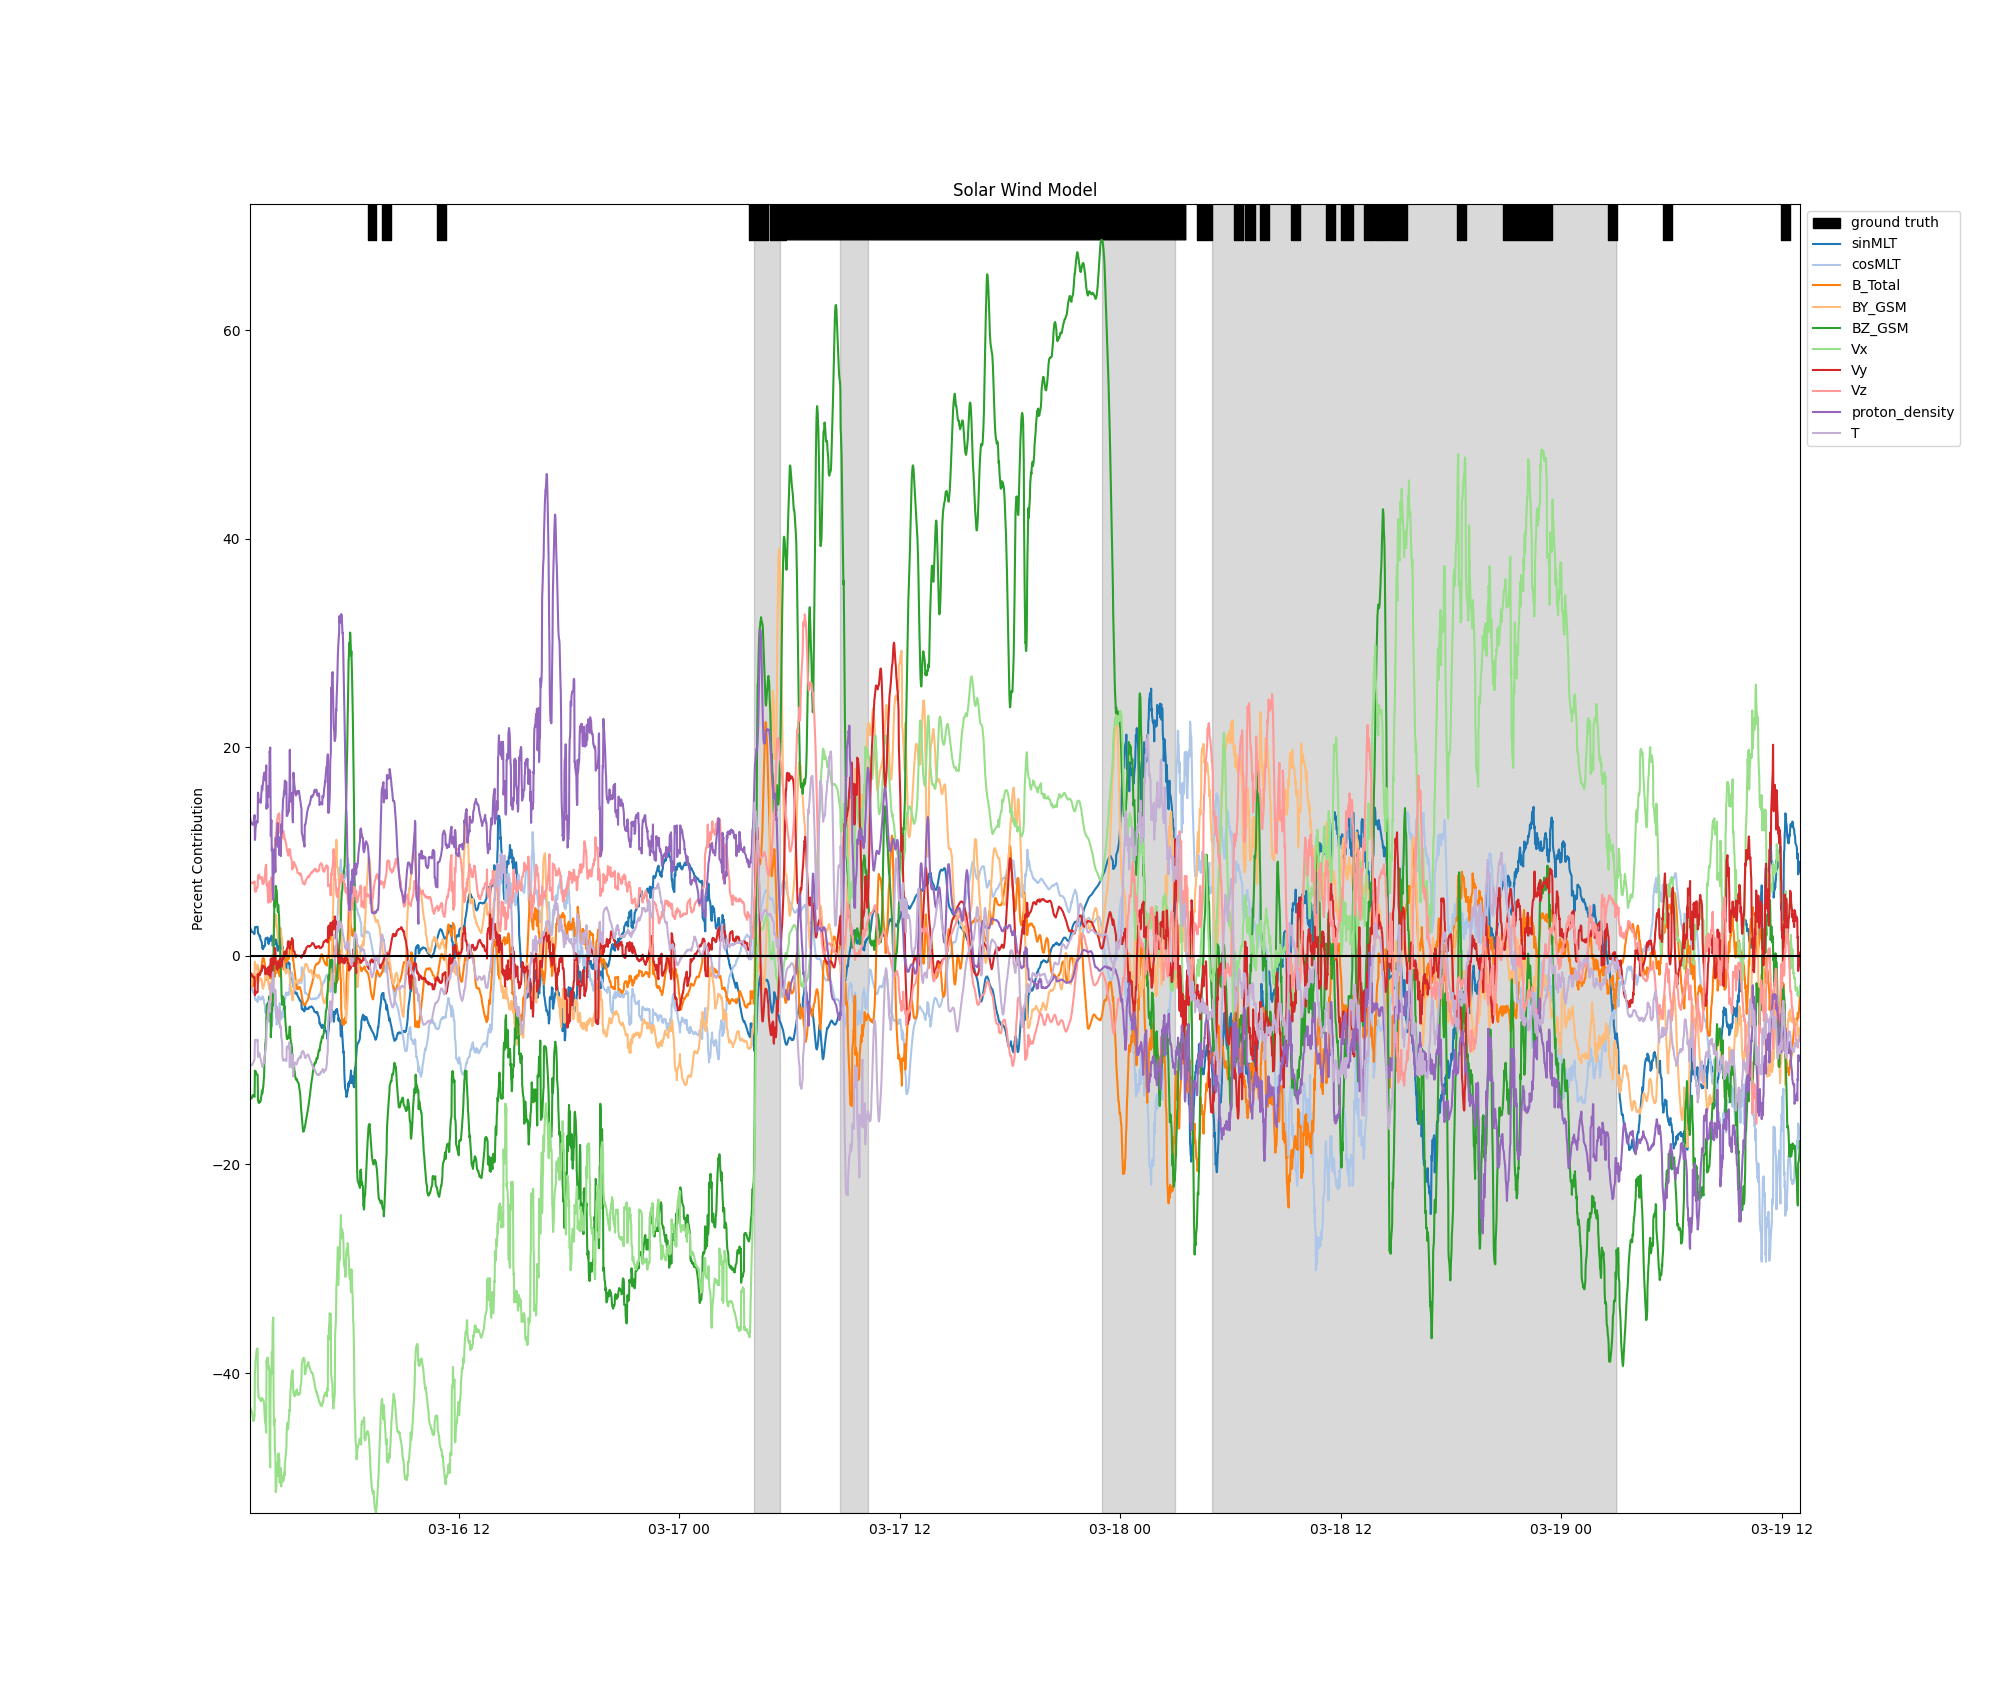 Solar Wind Model
ground truth
sinMLT
cosMLT
B_Total
BY_GSM
BZ_GSM
Vx
Vy
Vz
proton_density
T
Percent Contribution
60
40
20
0
−20
−40
03-16 12
03-17 00
03-17 12
03-18 00
03-18 12
03-19 00
03-19 12